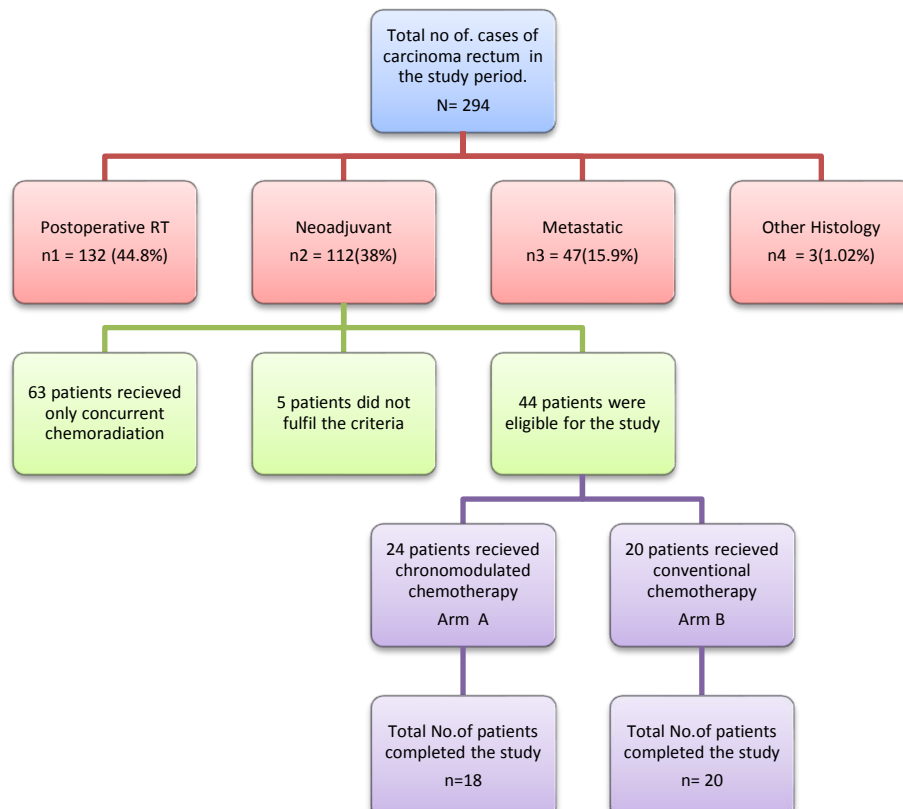 Total no of. cases of
carcinoma rectum in
the study period.
N= 294
Postoperative RT
n1 = 132 (44.8%)
Neoadjuvant
n2 = 112(38%)
Metastatic
n3 = 47(15.9%)
Other Histology
n4 = 3(1.02%)
63 patients recieved
only concurrent
chemoradiation
5 patients did not
fulfil the criteria
44 patients were
eligible for the study
24 patients recieved
chronomodulated
chemotherapy
Arm A
20 patients recieved
conventional
chemotherapy
Arm B
Total No.of patients
completed the study
n=18
Total No.of patients
completed the study
n= 20